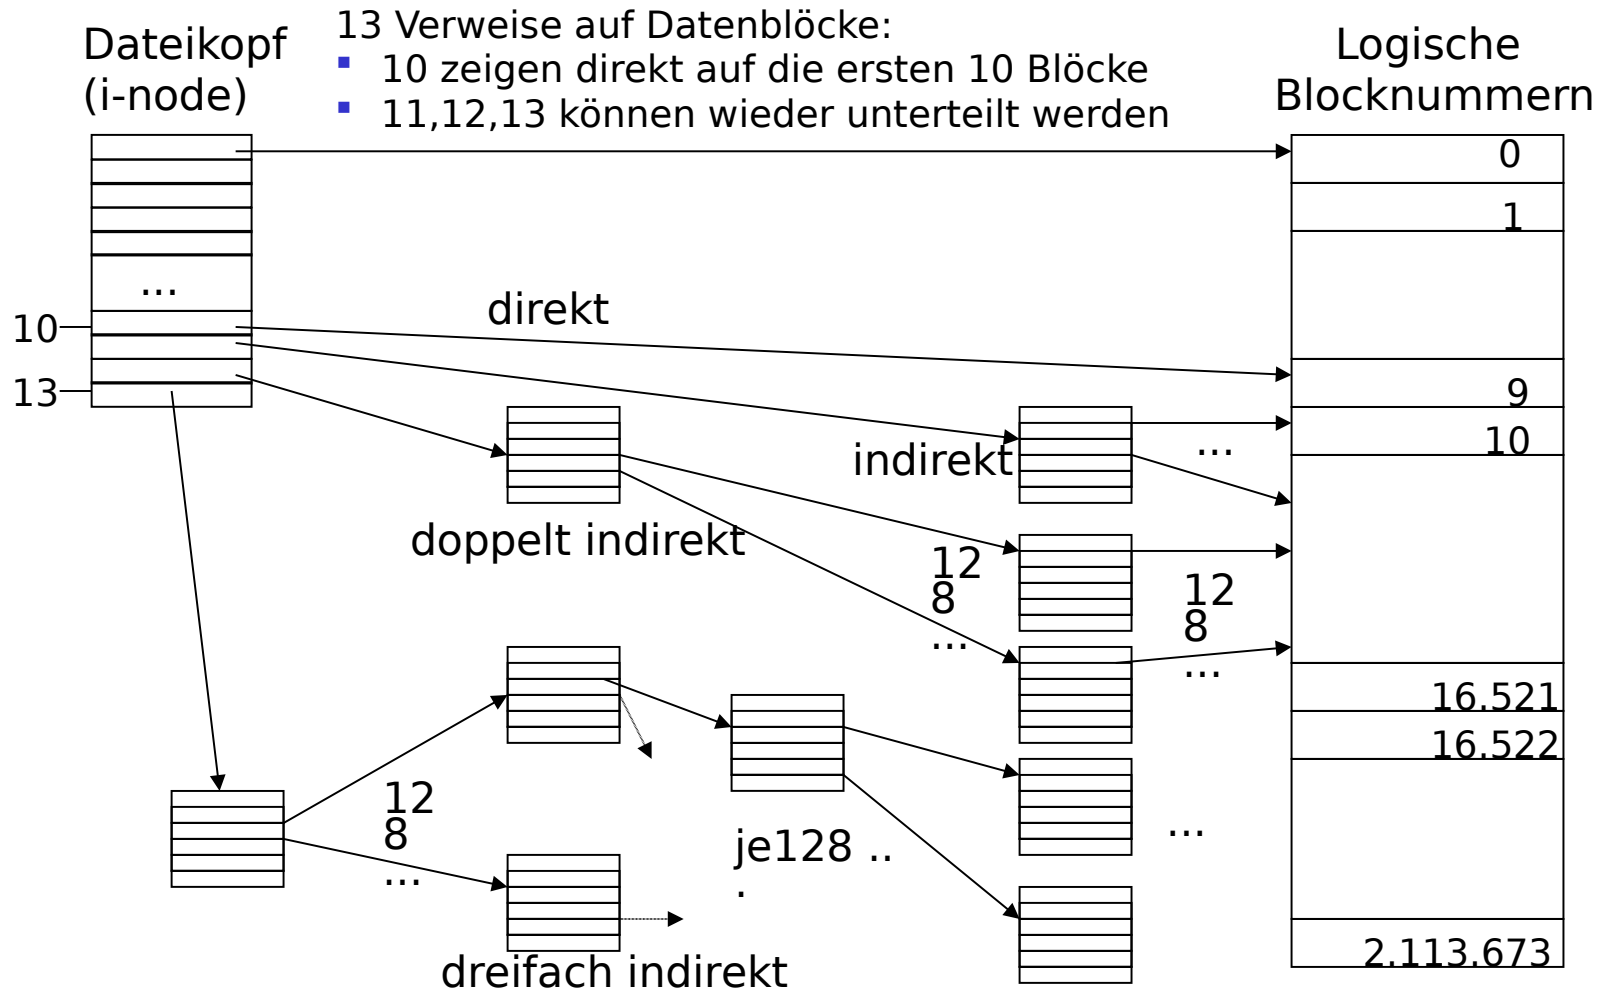 Dateikopf
(i-node)
13 Verweise auf Datenblöcke:
10 zeigen direkt auf die ersten 10 Blöcke
11,12,13 können wieder unterteilt werden
Logische
Blocknummern
0
1
...
direkt
10
13
9
10
indirekt
...
doppelt indirekt
12
8
...
12
8
...
16.521
16.522
12
8
...
je128 ..
.
...
dreifach indirekt
2.113.673